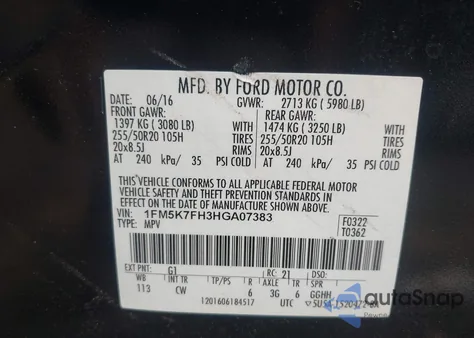 MFD. BY FORD MOTOR CO.
DATE: 06/16 GVWR: 2713 KG ( 5980 LB)
FRONT GAWR: REAR GAWR:
1397 KG ( 3080 LB) WITH 1474 KG ( 3250 LB) WITH
255/50R20 105H TIRES 255/50R20 105H TIRES
20x8.5J RIMS 20x8.5J RIMS
AT 240 kPa/ 35 PSI COLD AT 240 kPa/ 35 PSI COLD
THIS VEHICLE CONFORMS TO ALL APPLICABLE FEDERAL MOTOR
VEHICLE SAFETY AND THEFT PREVENTION STANDARDS IN
EFFECT ON THE DATE OF MANUFACTURE SHOWN ABOVE.
VIN: 1FM5K7FH3HGA07383 F0322
TYPE: MPV T0362
EXT PNT: G1 RC: 21 DSO:
WB INT TR TP/PS R AXLE TR SPR
113 CW 6 3G 6 GGHH
1201606184517 UTC
autoSnap